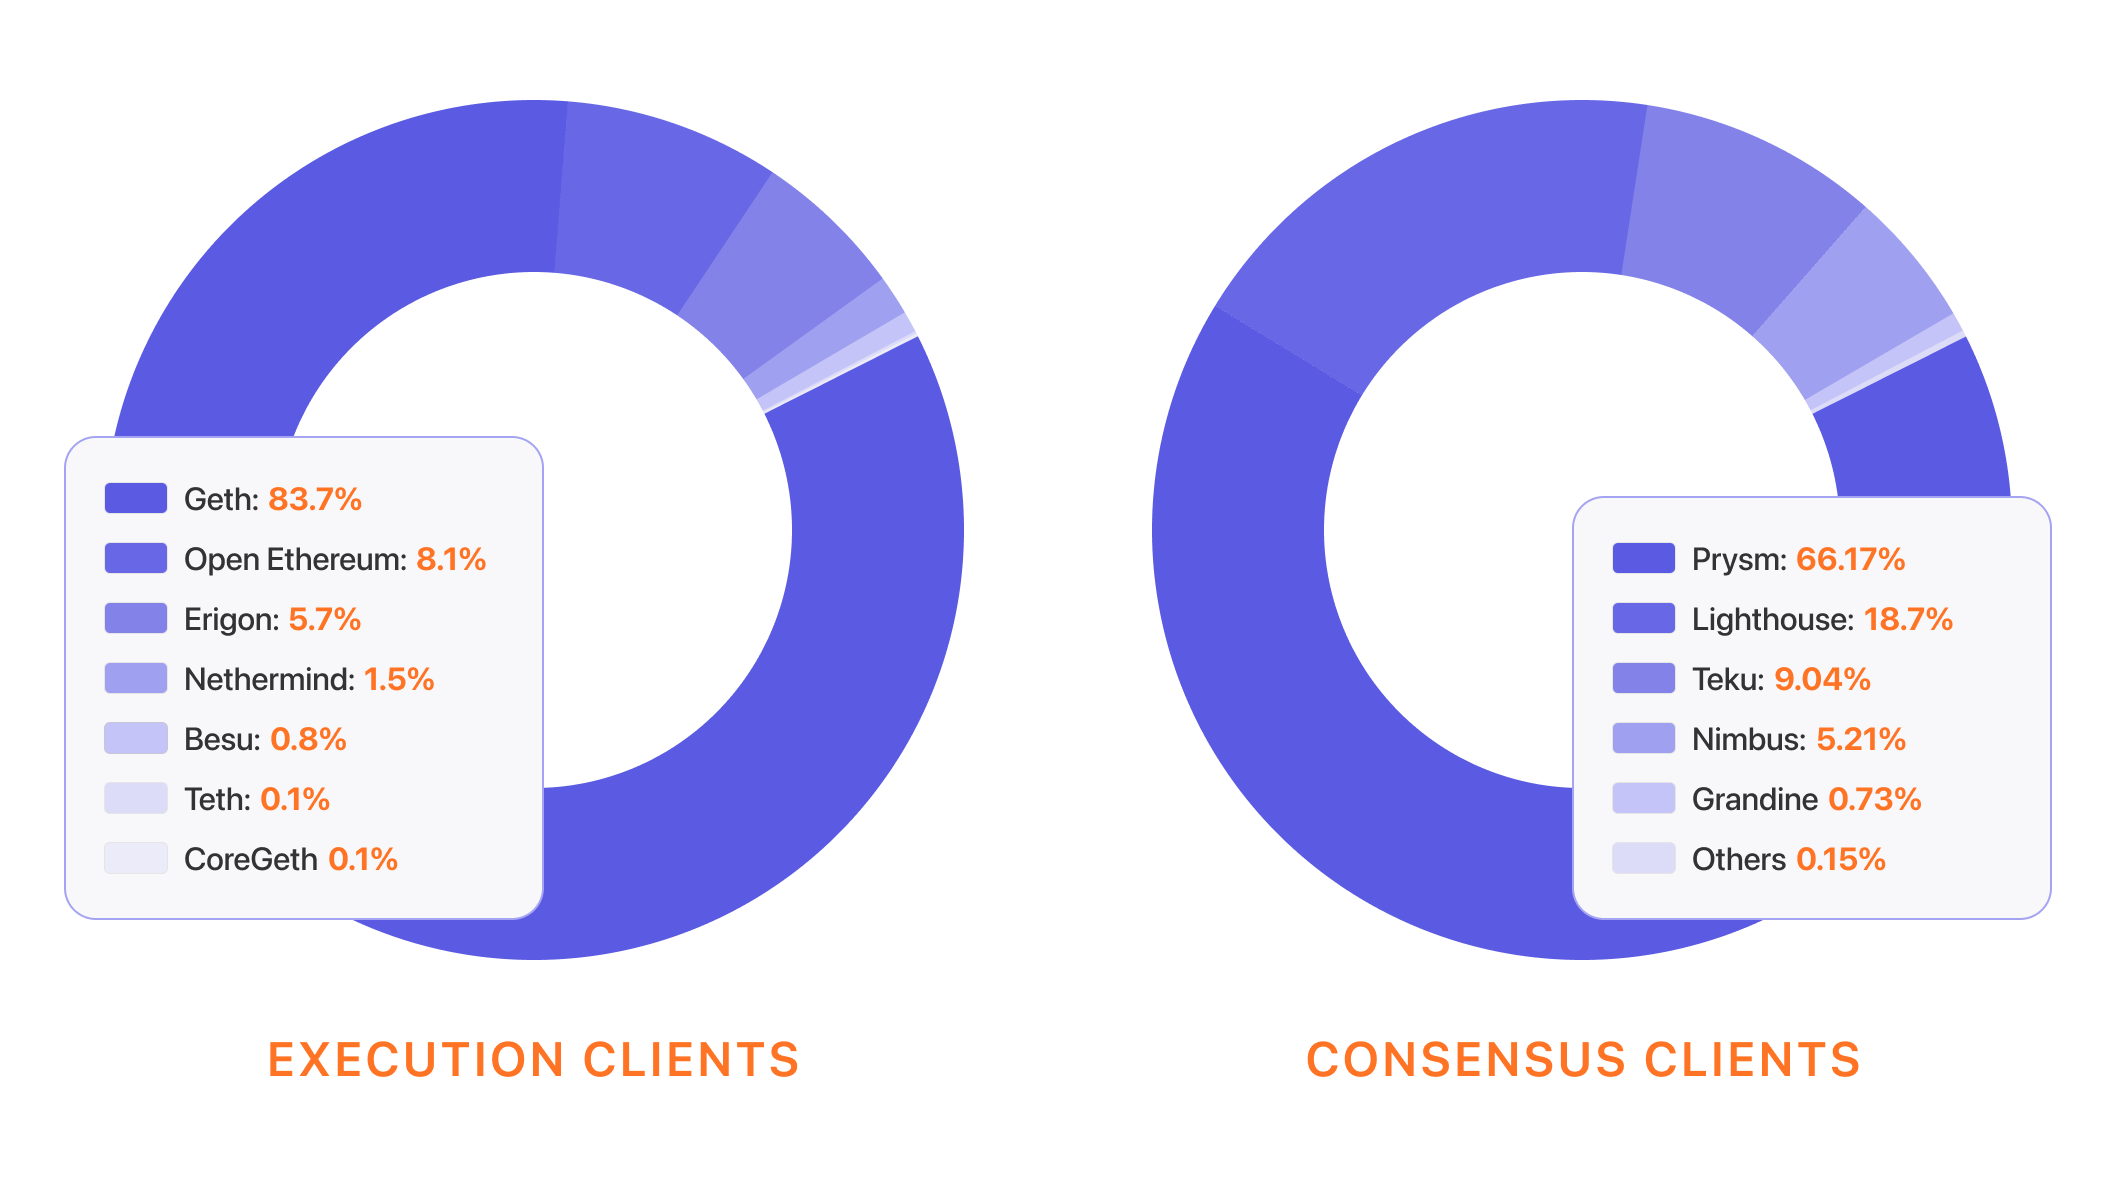 Geth: 83.7%
Open Ethereum: 8.1%
Erigon: 5.7%
Nethermind: 1.5%
Besu: 0.8%
Teth: 0.1%
CoreGeth 0.1%
EXECUTION CLIENTS
Prysm: 66.17%
Lighthouse: 18.7%
Teku: 9.04%
Nimbus: 5.21%
Grandine 0.73%
Others 0.15%
CONSENSUS CLIENTS